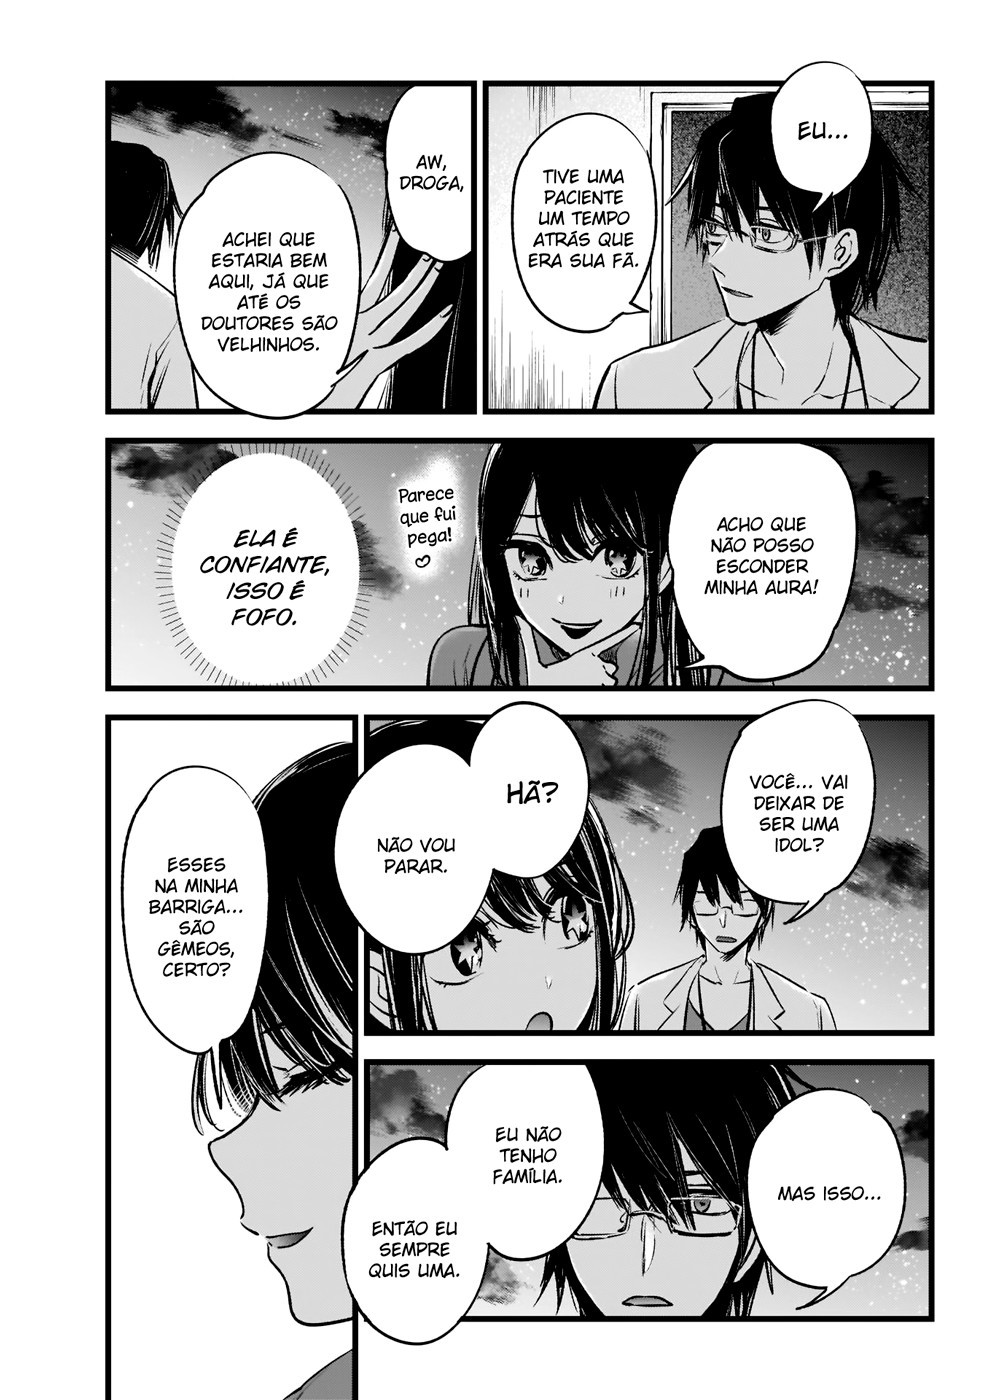 EU...
TIVE UMA
PACIENTE
UM TEMPO
ATRÁS QUE
ERA SUA FÃ.
AW,
DROGA,
ACHEI QUE
ESTARIA BEM
AQUI, JÁ QUE
ATÉ OS
DOUTORES SÃO
VELHINHOS.
ACHO QUE
NÃO POSSO
ESCONDER
MINHA AURA!
Parece
que fui
pega!
ELA É
CONFIANTE,
ISSO É
FOFO.
VOCÊ... VAI
DEIXAR DE
SER UMA
IDOL?
HÃ?
NÃO VOU
PARAR.
MAS ISSO...
EU NÃO
TENHO
FAMÍLIA.
ENTÃO EU
SEMPRE
QUIS UMA.
ESSES
NA MINHA
BARRIGA...
SÃO
GÊMEOS,
CERTO?